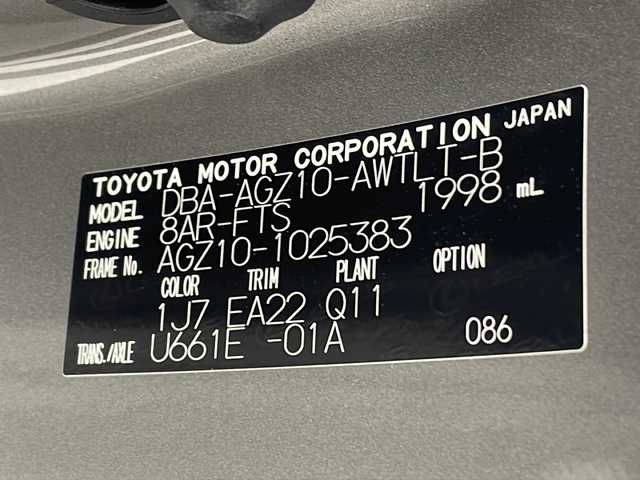 TOYOTA MOTOR CORPORATION JAPAN
MODEL DBA-AGZ10-AWTLT-B
ENGINE 8AR-FTS 1998 mL
FRAME No. AGZ10-1025383
COLOR TRIM PLANT OPTION
1J7 EA22 Q11
TRANS./AXLE U661E -01A 086